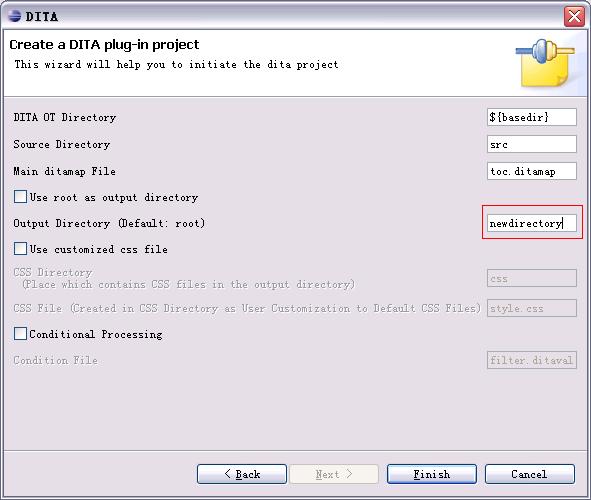 DITA
Create a DITA plug-in project
This wizard will help you to initiate the dita project
DITA OT Directory ${basedir}
Source Directory src
Main ditamap File toc.ditamap
Use root as output directory
Output Directory (Default: root) newdirectory
Use customized css file
CSS Directory
(Place which contains CSS files in the output directory) css
CSS File (Created in CSS Directory as User Customization to Default CSS Files) style.css
Conditional Processing
Condition File filter.ditaval
< Back Next > Finish Cancel